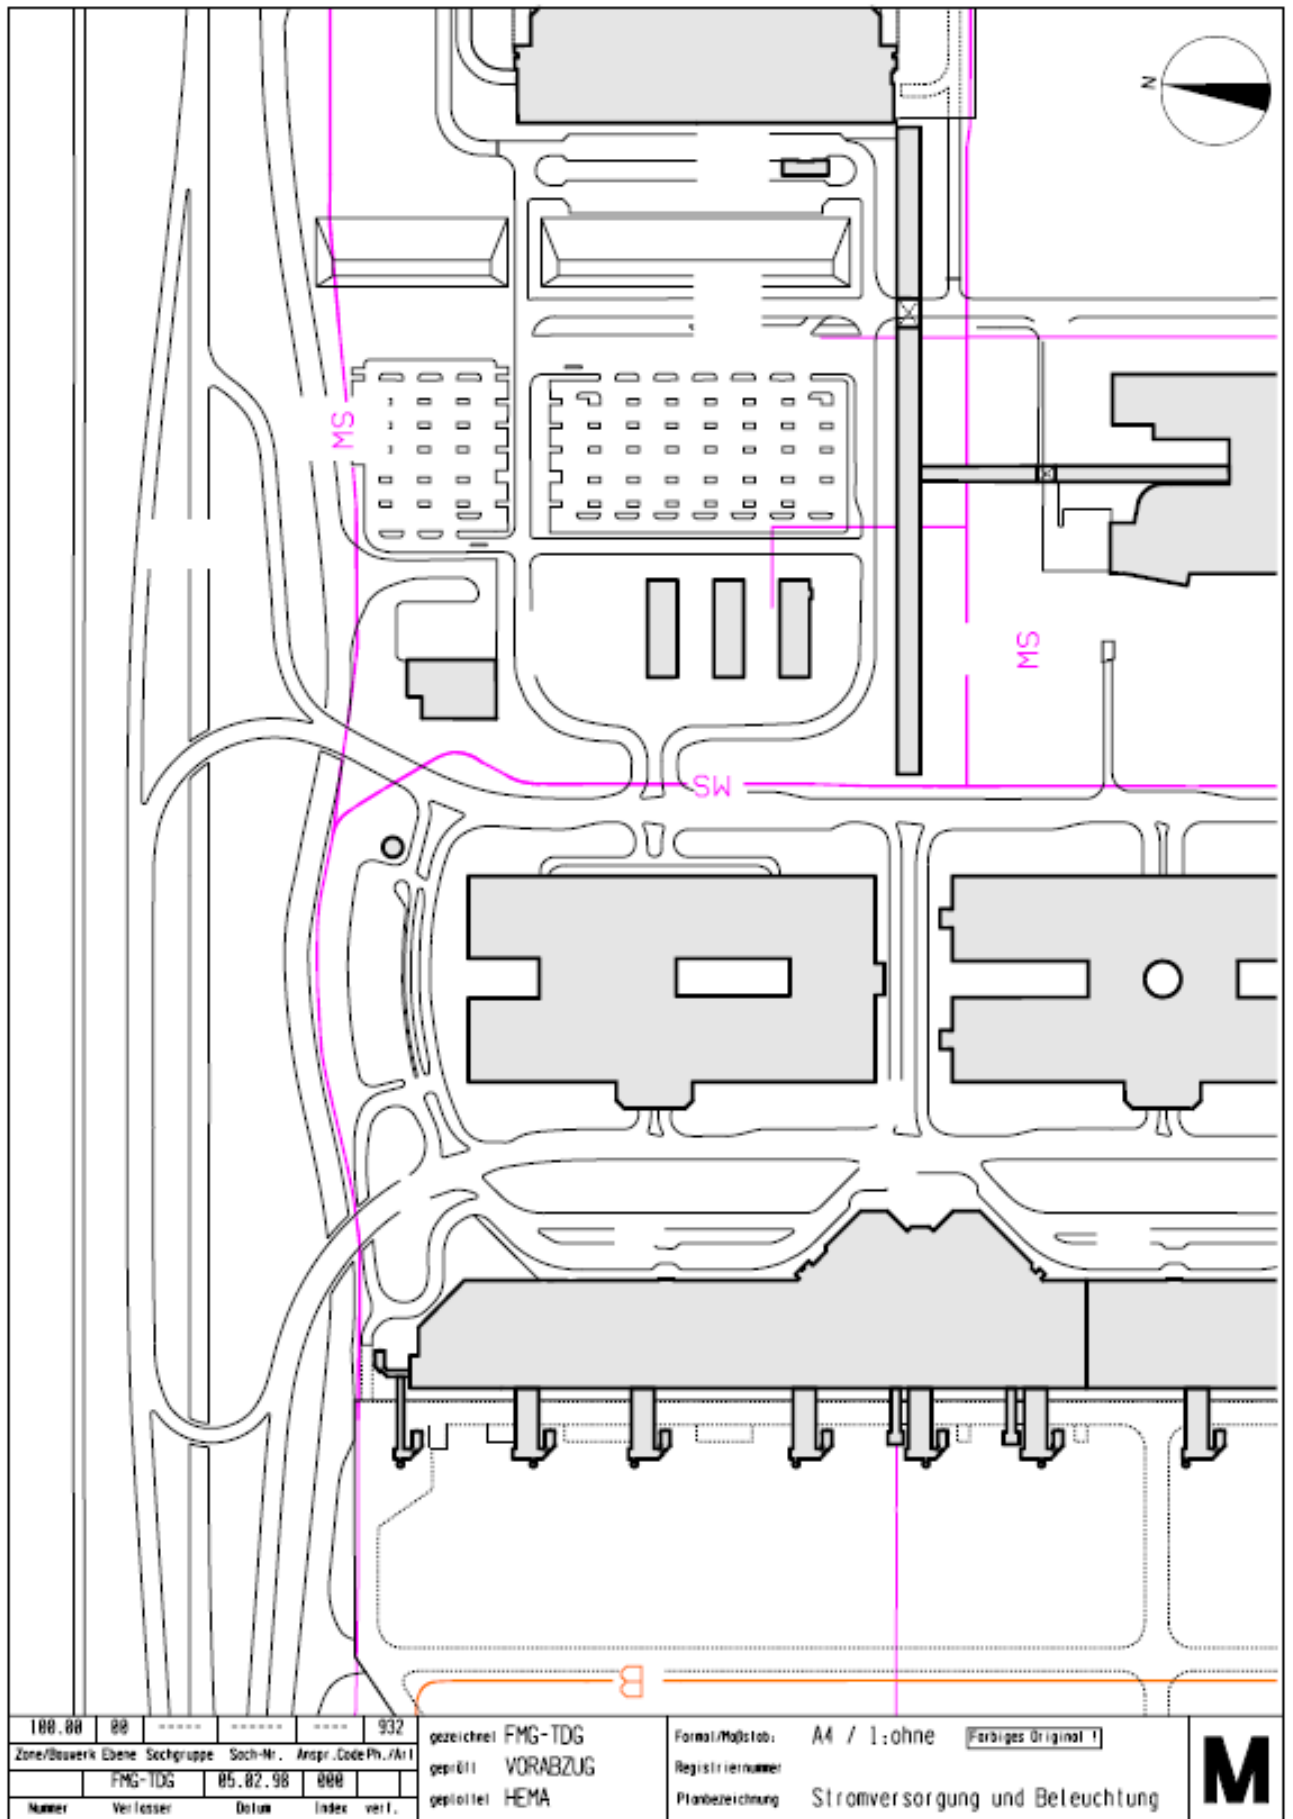 N
MS
MS
MS
B
100.00 00 ----- ------ ---- 932
Zone/Bauwerk Ebene Sachgruppe Sach-Nr. Anspr.Code Ph./Art
FMG-TDG 05.02.98 000
Nummer Verfasser Datum Index verf.
gezeichnet FMG-TDG
geprüft VORABZUG
geplottet HEMA
Format/Maßstab: A4 / 1:ohne Farbiges Original !
Registriernummer
Planbezeichnung Stromversorgung und Beleuchtung
M